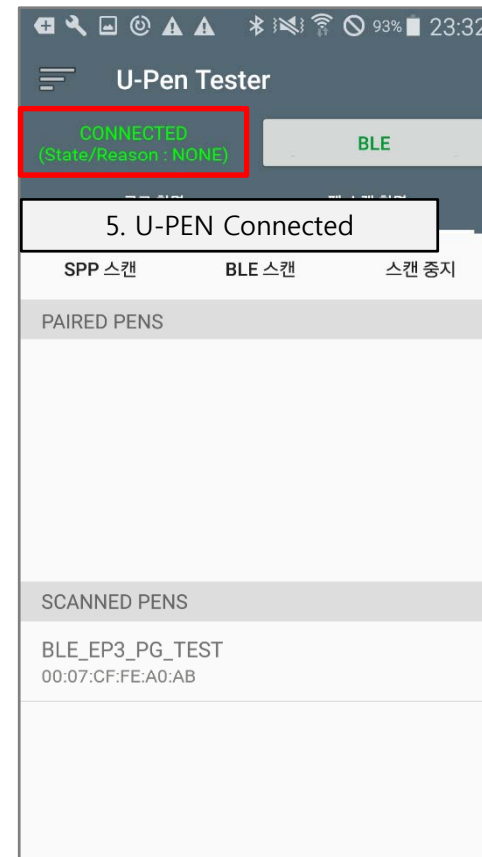 93% 23:32
U-Pen Tester
CONNECTED
(State/Reason : NONE)
BLE
5. U-PEN Connected
SPP 스캔
BLE 스캔
스캔 중지
PAIRED PENS
SCANNED PENS
BLE_EP3_PG_TEST
00:07:CF:FE:A0:AB